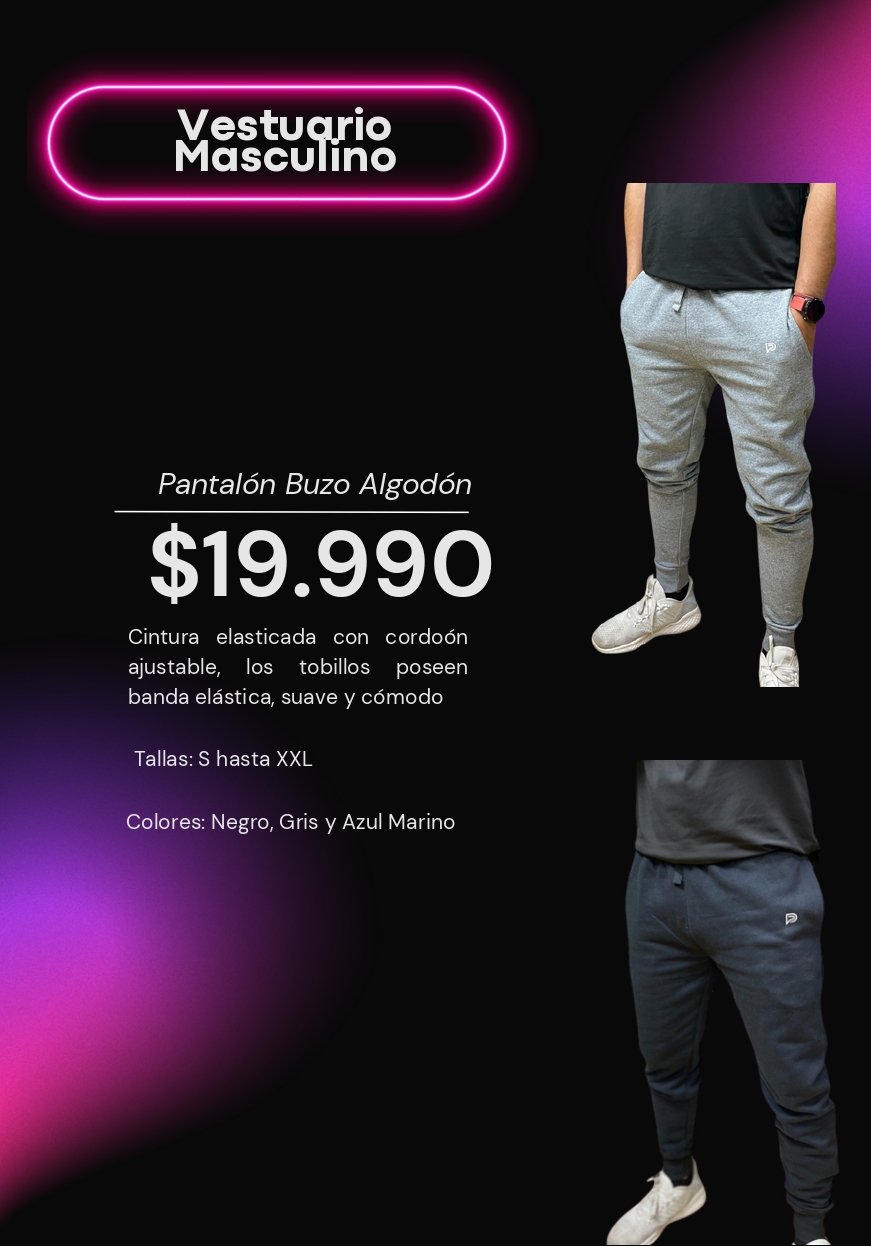 Vestuario
Masculino
Pantalón Buzo Algodón
$19.990
Cintura elasticada con cordoón
ajustable, los tobillos poseen
banda elástica, suave y cómodo
Tallas: S hasta XXL
Colores: Negro, Gris y Azul Marino